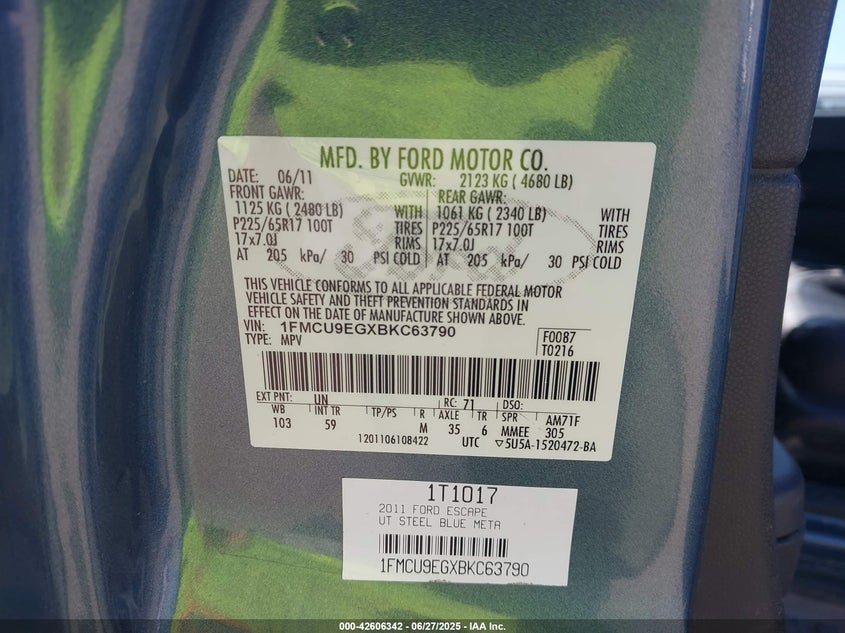 MFD. BY FORD MOTOR CO.
DATE: 06/11 GVWR: 2123 KG ( 4680 LB)
FRONT GAWR: REAR GAWR:
1125 KG ( 2480 LB) WITH 1061 KG ( 2340 LB) WITH
P225/65R17 100T TIRES P225/65R17 100T TIRES
17x7.0J RIMS 17x7.0J RIMS
AT 205 kPa/ 30 PSI COLD AT 205 kPa/ 30 PSI COLD
Ford
THIS VEHICLE CONFORMS TO ALL APPLICABLE FEDERAL MOTOR
VEHICLE SAFETY AND THEFT PREVENTION STANDARDS IN
EFFECT ON THE DATE OF MANUFACTURE SHOWN ABOVE.
VIN: 1FMCU9EGXBKC63790 F0087
TYPE: MPV T0216
EXT PNT: UN RC: 71 DSO:
WB INT TR TP/PS R AXLE TR SPR AM71F
103 59 M 35 6 MMEE 305
1201106108422 UTC ▽5U5A-1520472-BA
1T1017
2011 FORD ESCAPE
UT STEEL BLUE META
1FMCU9EGXBKC63790
000-42606342 - 06/27/2025 - IAA Inc.